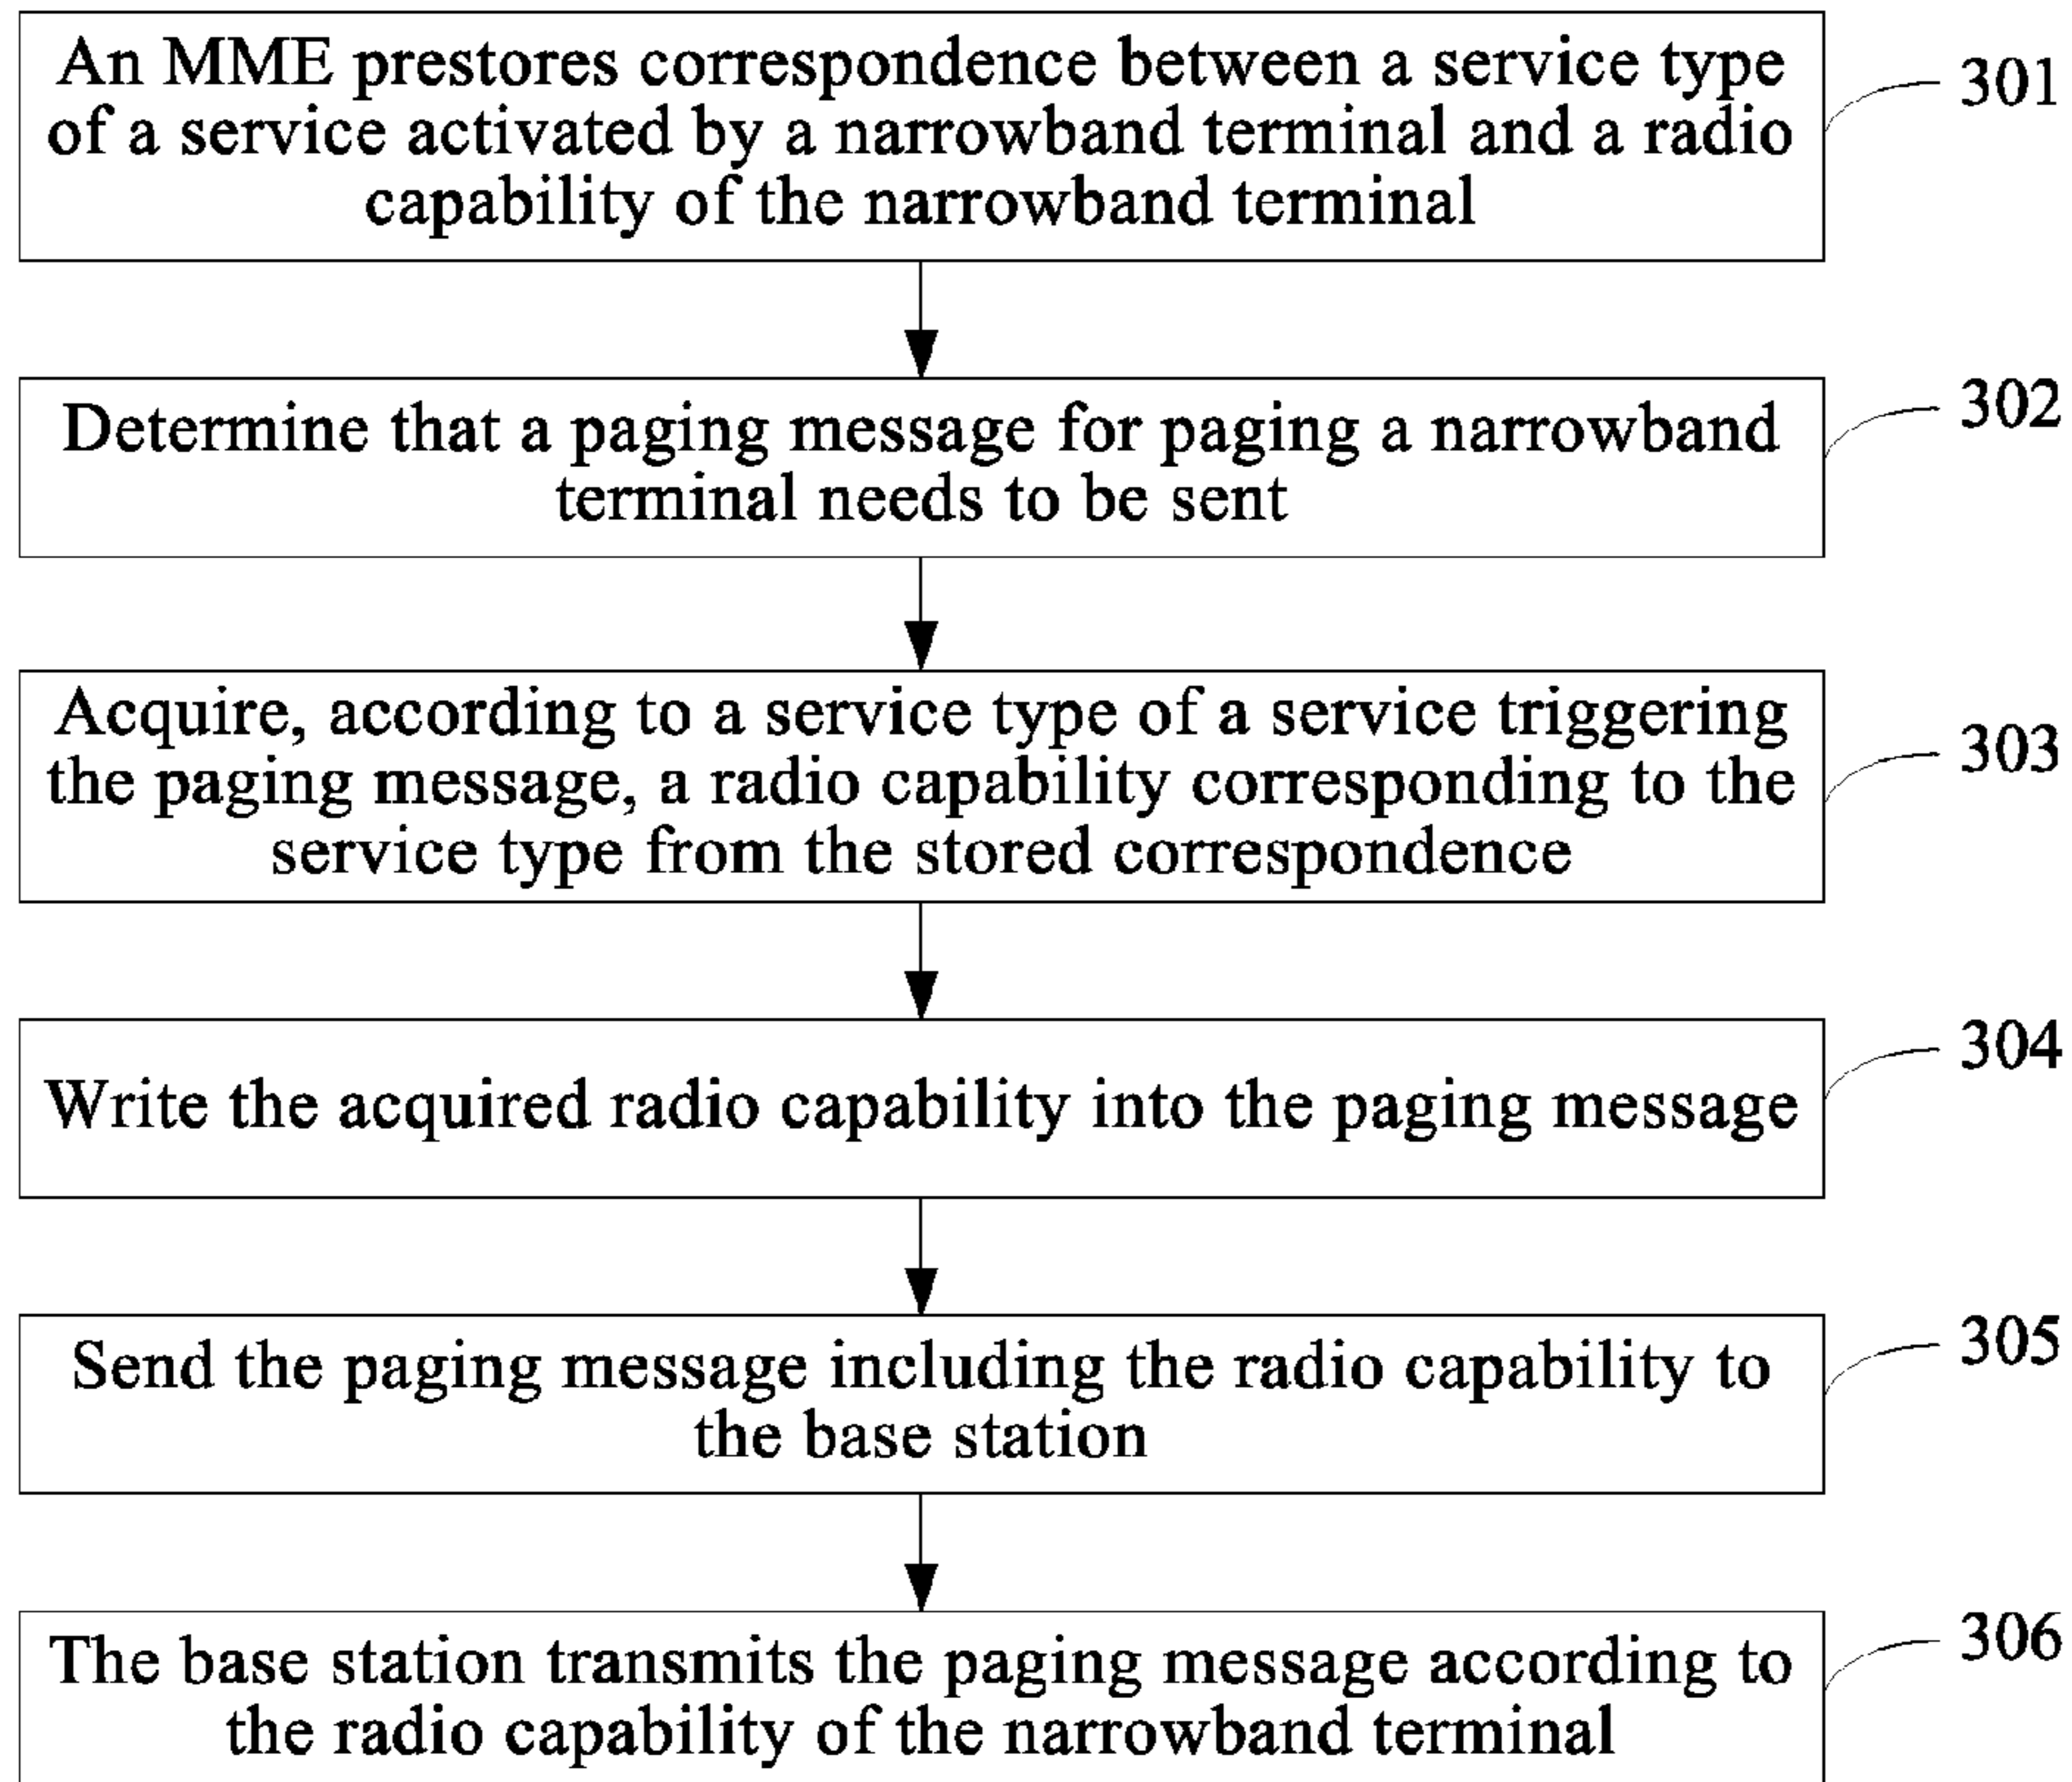 An MME prestores correspondence between a service type
of a service activated by a narrowband terminal and a radio
capability of the narrowband terminal
301
Determine that a paging message for paging a narrowband
terminal needs to be sent
302
Acquire, according to a service type of a service triggering
the paging message, a radio capability corresponding to the
service type from the stored correspondence
303
Write the acquired radio capability into the paging message
304
Send the paging message including the radio capability to
the base station
305
The base station transmits the paging message according to
the radio capability of the narrowband terminal
306